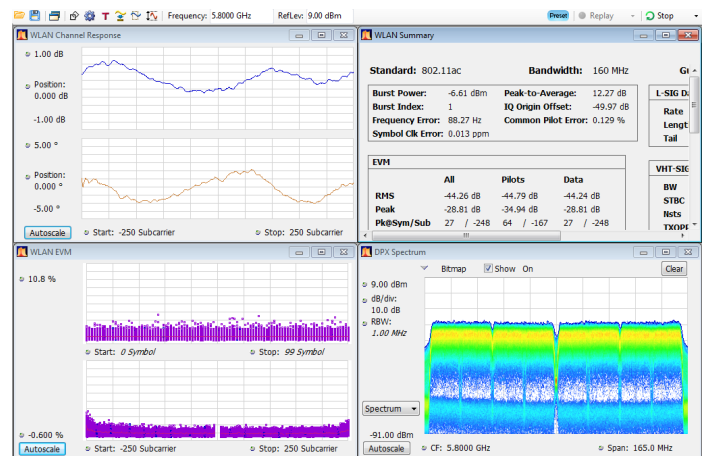 T Frequency: 5.8000 GHz RefLev: 9.00 dBm Preset Replay Stop
WLAN Channel Response
1.00 dB
Position:
0.000 dB
-1.00 dB
5.00 °
Position:
0.000 °
-5.00 °
Autoscale Start: -250 Subcarrier Stop: 250 Subcarrier
WLAN Summary
Standard: 802.11ac Bandwidth: 160 MHz
Burst Power: -6.61 dBm Peak-to-Average: 12.27 dB
Burst Index: 1 IQ Origin Offset: -49.97 dB
Frequency Error: 88.27 Hz Common Pilot Error: 0.129 %
Symbol Clk Error: 0.013 ppm
L-SIG
Rate
Lengt
Tail
EVM
All Pilots Data
RMS -44.26 dB -44.79 dB -44.24 dB
Peak -28.81 dB -34.94 dB -28.81 dB
Pk@Sym/Sub 27 / -248 64 / -167 27 / -248
VHT-SIG
BW
STBC
Nsts
TXOP
WLAN EVM
10.8 %
Start: 0 Symbol Stop: 99 Symbol
-0.600 %
Autoscale Start: -250 Subcarrier Stop: 250 Subcarrier
DPX Spectrum
Bitmap Show On Clear
9.00 dBm
dB/div:
10.0 dB
RBW:
1.00 MHz
Spectrum
-91.00 dBm
Autoscale CF: 5.8000 GHz Span: 165.0 MHz